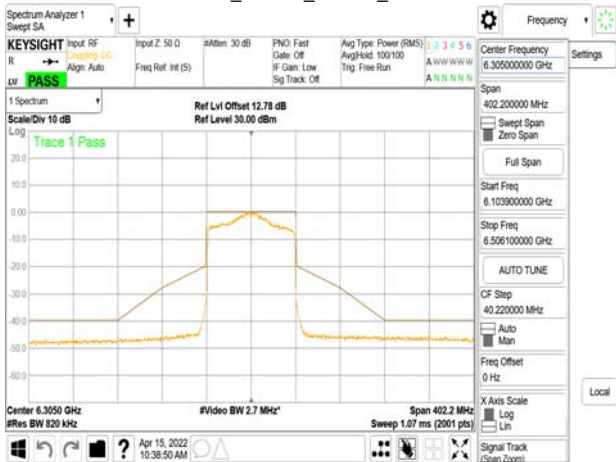 Spectrum Analyzer 1
Swept SA
Frequency
Settings
KEYSIGHT
R
LV
PASS
Input: RF
Coupling: DC
Align: Auto
Input Z: 50 Ω
Freq Ref: Int (S)
#Atten: 30 dB
PNO: Fast
Gate: Off
IF Gain: Low
Sig Track: Off
Avg Type: Power (RMS)
Avg|Hold: 100/100
Trig: Free Run
1 2 3 4 5 6
A W W W W W
A N N N N N
1 Spectrum
Scale/Div 10 dB
Ref Lvl Offset 12.78 dB
Ref Level 30.00 dBm
Log
Trace 1 Pass
20.0
10.0
0.00
-10.0
-20.0
-30.0
-40.0
-50.0
-60.0
Center 6.3050 GHz
#Res BW 820 kHz
#Video BW 2.7 MHz*
Span 402.2 MHz
Sweep 1.07 ms (2001 pts)
Apr 15, 2022
10:38:50 AM
Center Frequency
6.305000000 GHz
Span
402.200000 MHz
Swept Span
Zero Span
Full Span
Start Freq
6.103900000 GHz
Stop Freq
6.506100000 GHz
AUTO TUNE
CF Step
40.220000 MHz
Auto
Man
Freq Offset
0 Hz
X Axis Scale
Log
Lin
Signal Track
(Span Zoom)
Local